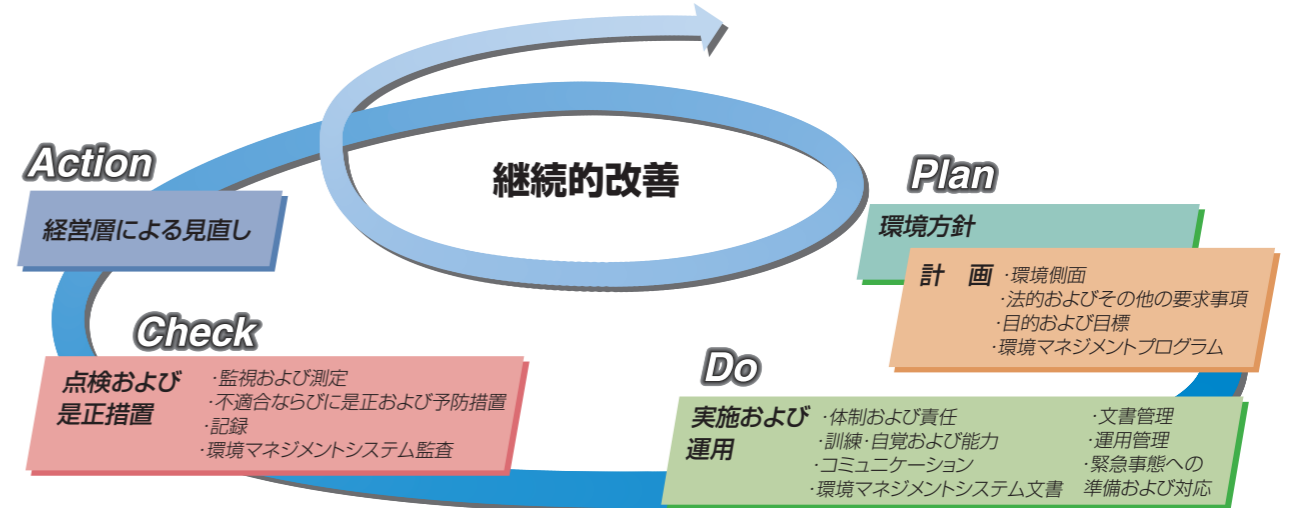 継続的改善
Plan
環境方針
計　画
・環境側面
・法的およびその他の要求事項
・目的および目標
・環境マネジメントプログラム
Do
実施および
運用
・体制および責任
・訓練・自覚および能力
・コミュニケーション
・環境マネジメントシステム文書
・文書管理
・運用管理
・緊急事態への
準備および対応
Check
点検および
是正措置
・監視および測定
・不適合ならびに是正および予防措置
・記録
・環境マネジメントシステム監査
Action
経営層による見直し